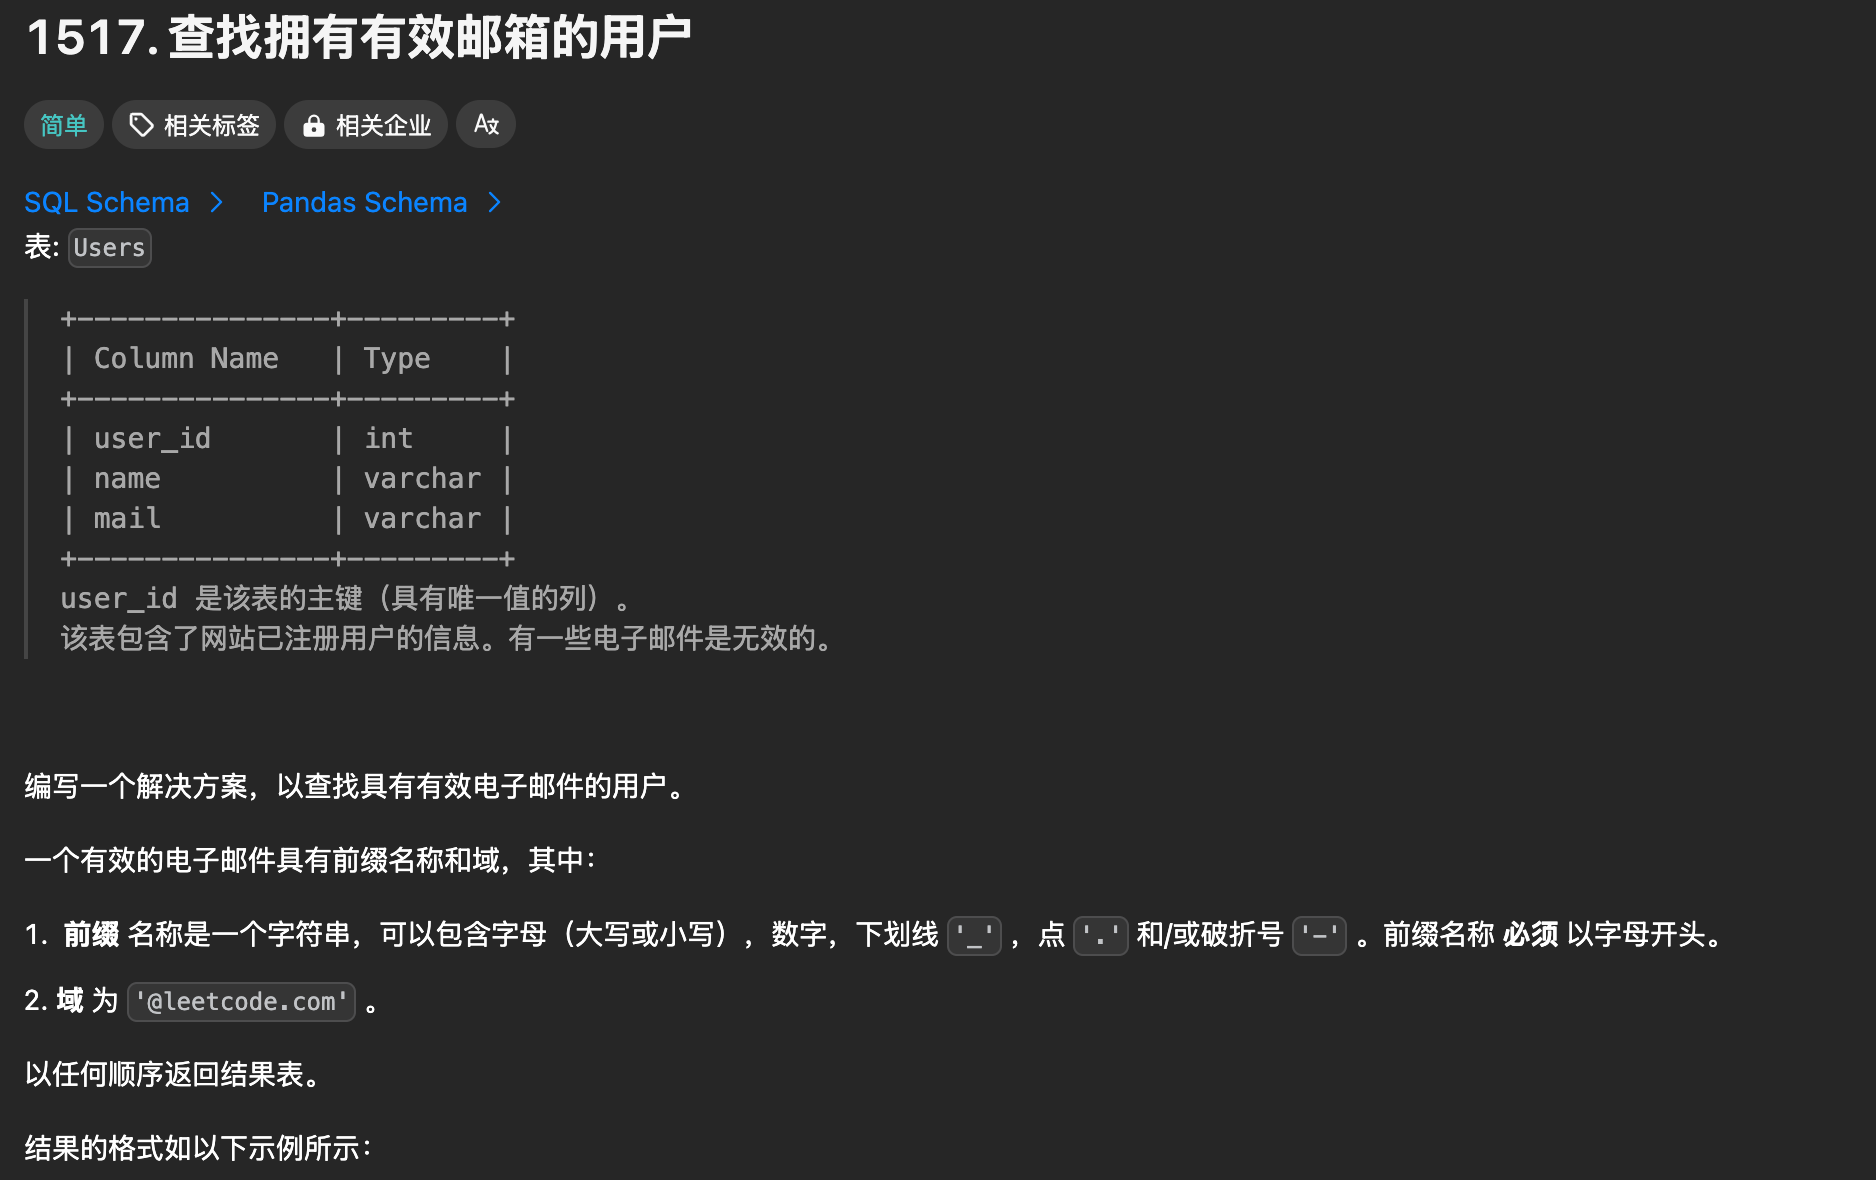 1517. 查找拥有有效邮箱的用户
简单 相关标签 相关企业 A文
SQL Schema > Pandas Schema >
表: Users
+---------------+---------+
| Column Name   | Type    |
+---------------+---------+
| user_id       | int     |
| name          | varchar |
| mail          | varchar |
+---------------+---------+
user_id 是该表的主键（具有唯一值的列）。
该表包含了网站已注册用户的信息。有一些电子邮件是无效的。
编写一个解决方案，以查找具有有效电子邮件的用户。
一个有效的电子邮件具有前缀名称和域，其中：
1. 前缀 名称是一个字符串，可以包含字母（大写或小写），数字，下划线 '_' ，点 '.' 和/或破折号 '-' 。前缀名称 必须 以字母开头。
2. 域 为 '@leetcode.com' 。
以任何顺序返回结果表。
结果的格式如以下示例所示：